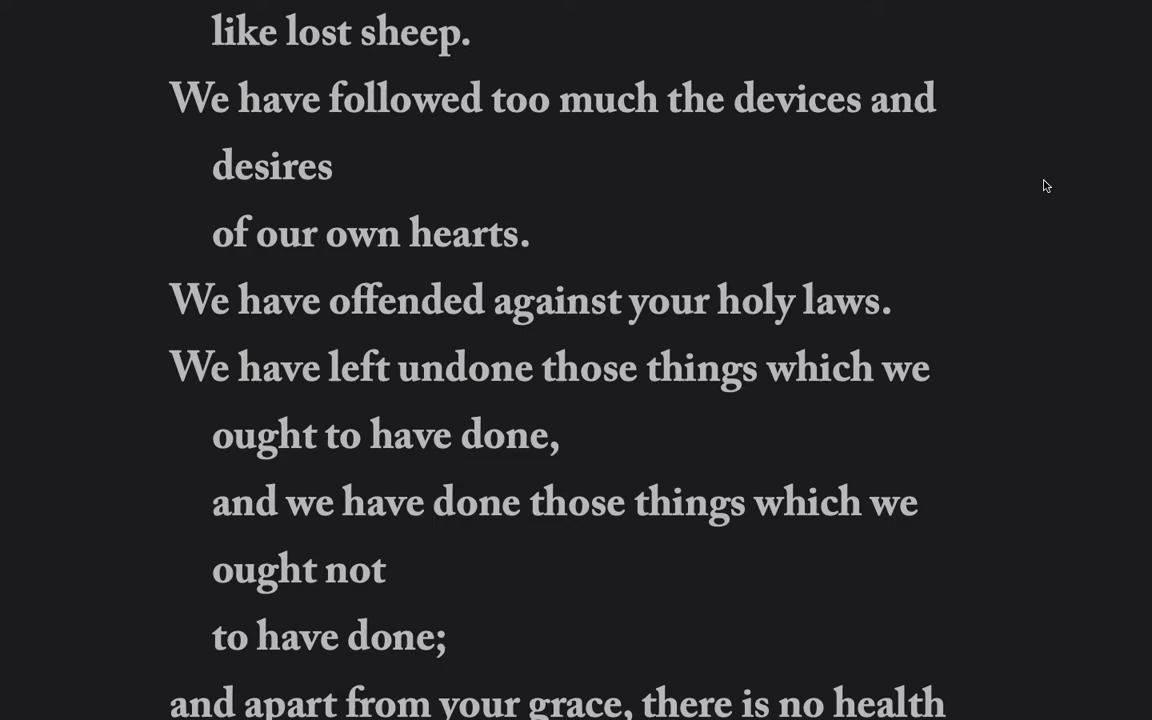 like lost sheep.
We have followed too much the devices and
desires
of our own hearts.
We have offended against your holy laws.
We have left undone those things which we
ought to have done,
and we have done those things which we
ought not
to have done;
and apart from your grace, there is no health